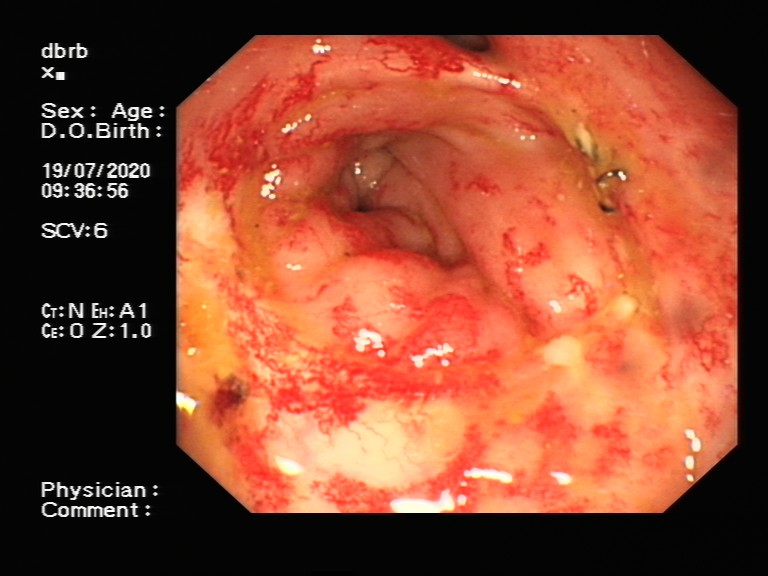 dbrb
×■
Sex: Age:
D.O.Birth:
19/07/2020
09:36:56
SCV:6
CT:N EH:A1
CE:0 Z:1.0
Physician:
Comment: